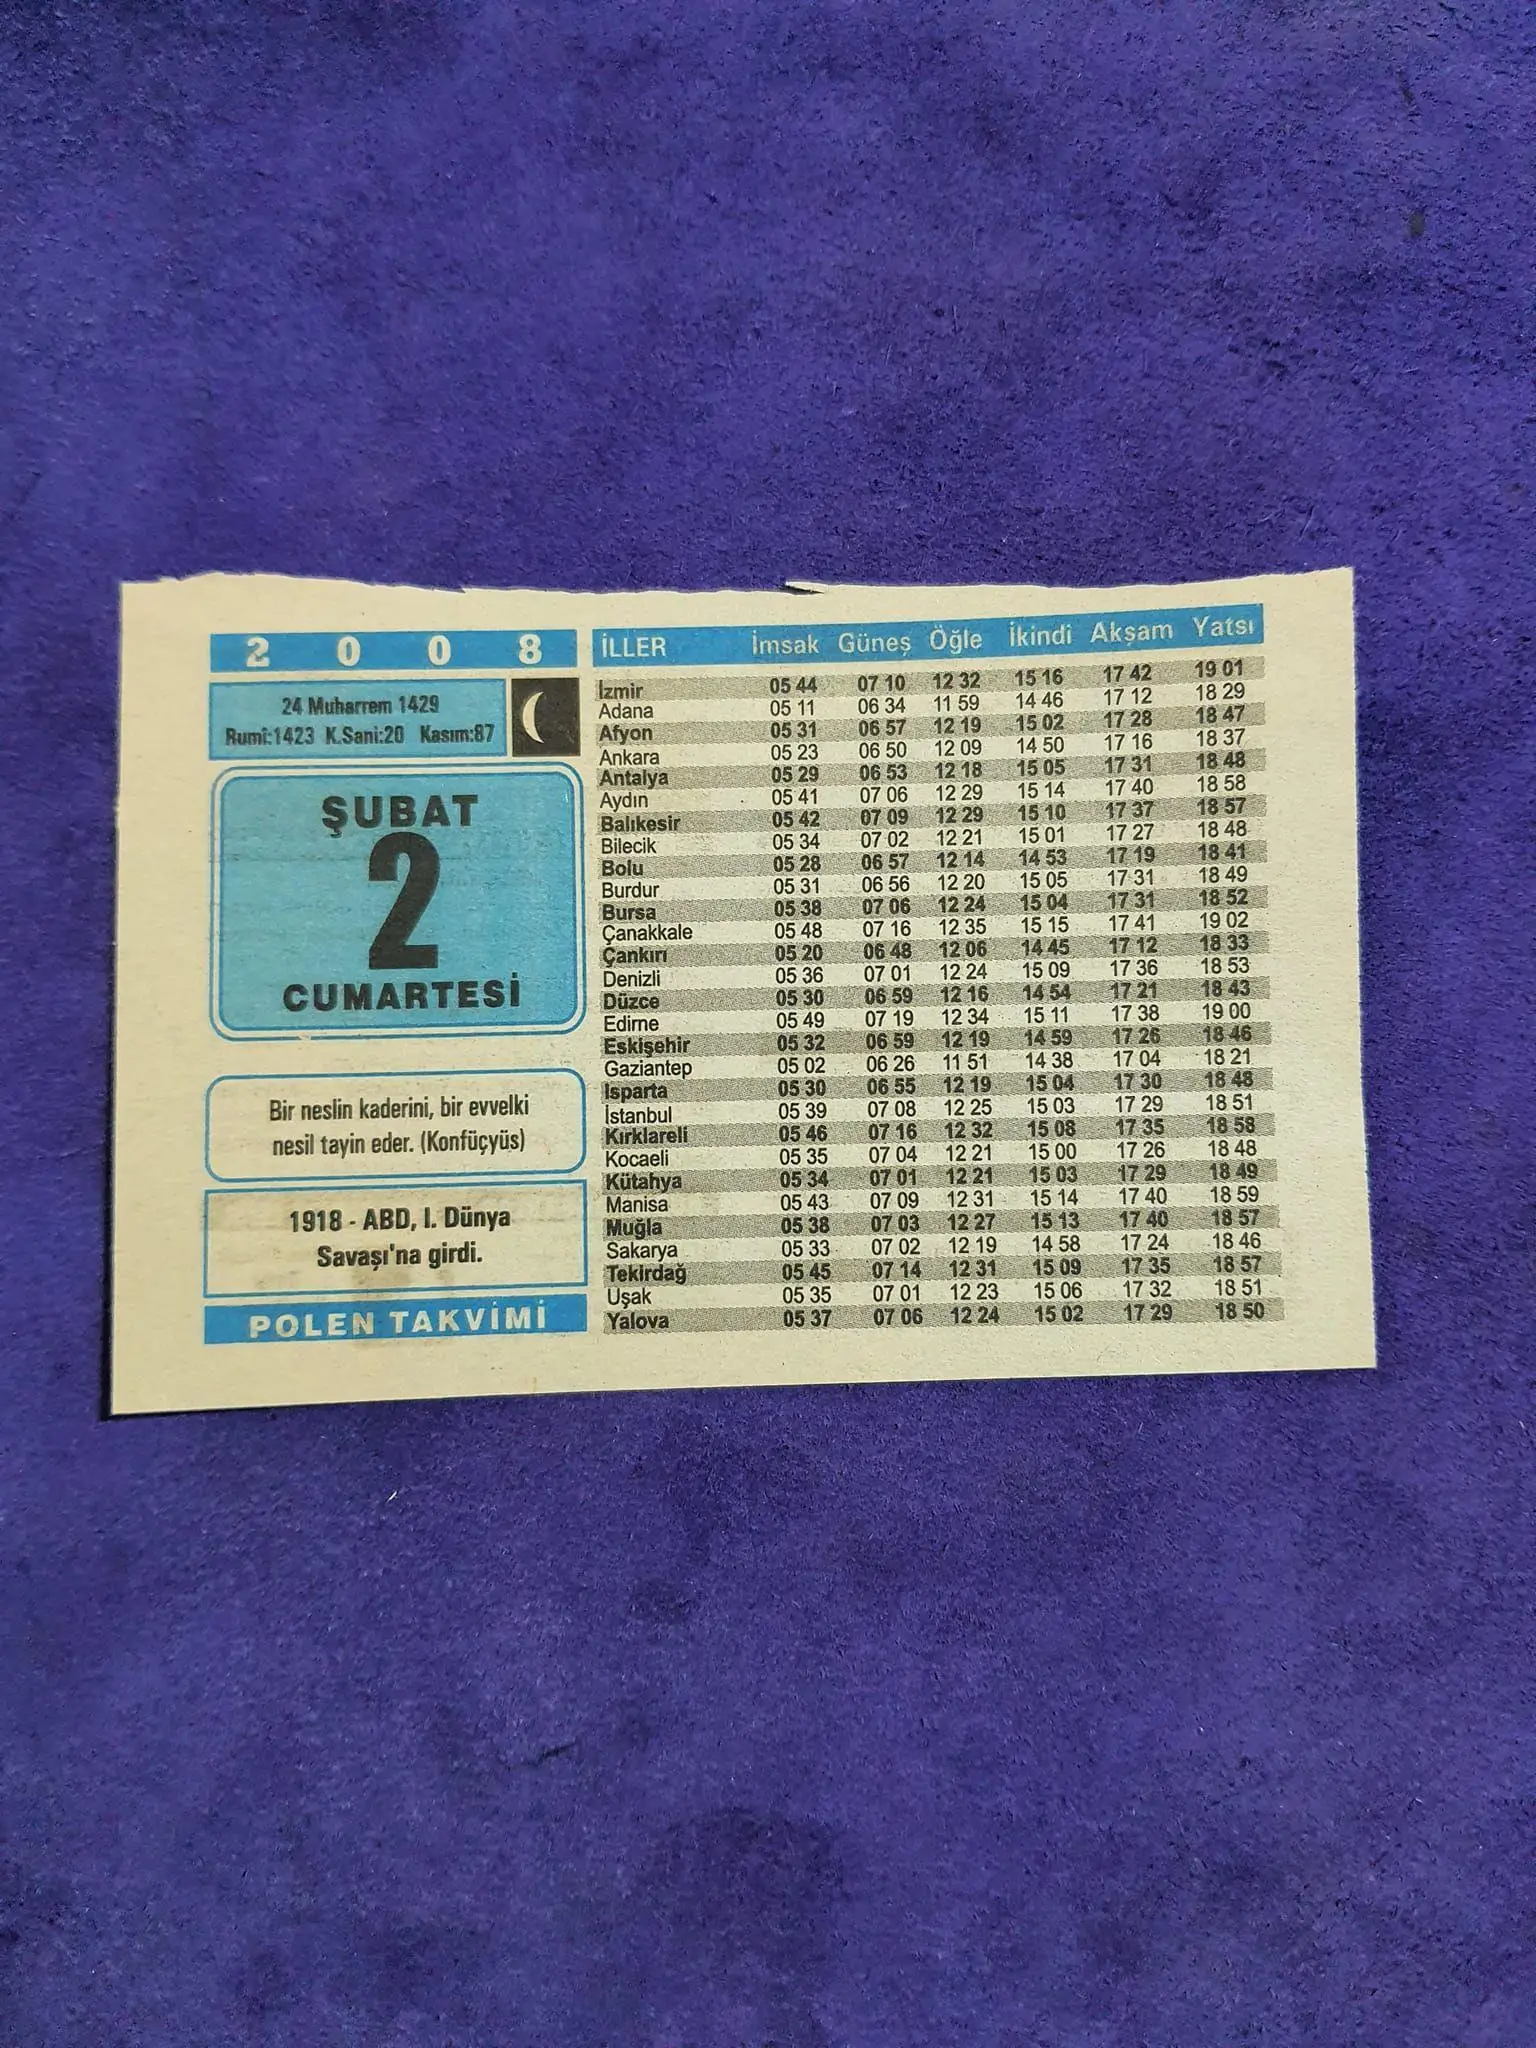 2 0 0 8
24 Muharrem 1429
Rumî:1423 K.Sani:20 Kasım:87
ŞUBAT
2
CUMARTESİ
Bir neslin kaderini, bir evvelki
nesil tayin eder. (Konfüçyüs)
1918 - ABD, I. Dünya
Savaşı'na girdi.
POLEN TAKVİMİ
İLLER İmsak Güneş Öğle İkindi Akşam Yatsı
İzmir 05 44 07 10 12 32 15 16 17 42 19 01
Adana 05 11 06 34 11 59 14 46 17 12 18 29
Afyon 05 31 06 57 12 19 15 02 17 28 18 47
Ankara 05 23 06 50 12 09 14 50 17 16 18 37
Antalya 05 29 06 53 12 18 15 05 17 31 18 48
Aydın 05 41 07 06 12 29 15 14 17 40 18 58
Balıkesir 05 42 07 09 12 29 15 10 17 37 18 57
Bilecik 05 34 07 02 12 21 15 01 17 27 18 48
Bolu 05 28 06 57 12 14 14 53 17 19 18 41
Burdur 05 31 06 56 12 20 15 05 17 31 18 49
Bursa 05 38 07 06 12 24 15 04 17 31 18 52
Çanakkale 05 48 07 16 12 35 15 15 17 41 19 02
Çankırı 05 20 06 48 12 06 14 45 17 12 18 33
Denizli 05 36 07 01 12 24 15 09 17 36 18 53
Düzce 05 30 06 59 12 16 14 54 17 21 18 43
Edirne 05 49 07 19 12 34 15 11 17 38 19 00
Eskişehir 05 32 06 59 12 19 14 59 17 26 18 46
Gaziantep 05 02 06 26 11 51 14 38 17 04 18 21
Isparta 05 30 06 55 12 19 15 04 17 30 18 48
İstanbul 05 39 07 08 12 25 15 03 17 29 18 51
Kırklareli 05 46 07 16 12 32 15 08 17 35 18 58
Kocaeli 05 35 07 04 12 21 15 00 17 26 18 48
Kütahya 05 34 07 01 12 21 15 03 17 29 18 49
Manisa 05 43 07 09 12 31 15 14 17 40 18 59
Muğla 05 38 07 03 12 27 15 13 17 40 18 57
Sakarya 05 33 07 02 12 19 14 58 17 24 18 46
Tekirdağ 05 45 07 14 12 31 15 09 17 35 18 57
Uşak 05 35 07 01 12 23 15 06 17 32 18 51
Yalova 05 37 07 06 12 24 15 02 17 29 18 50